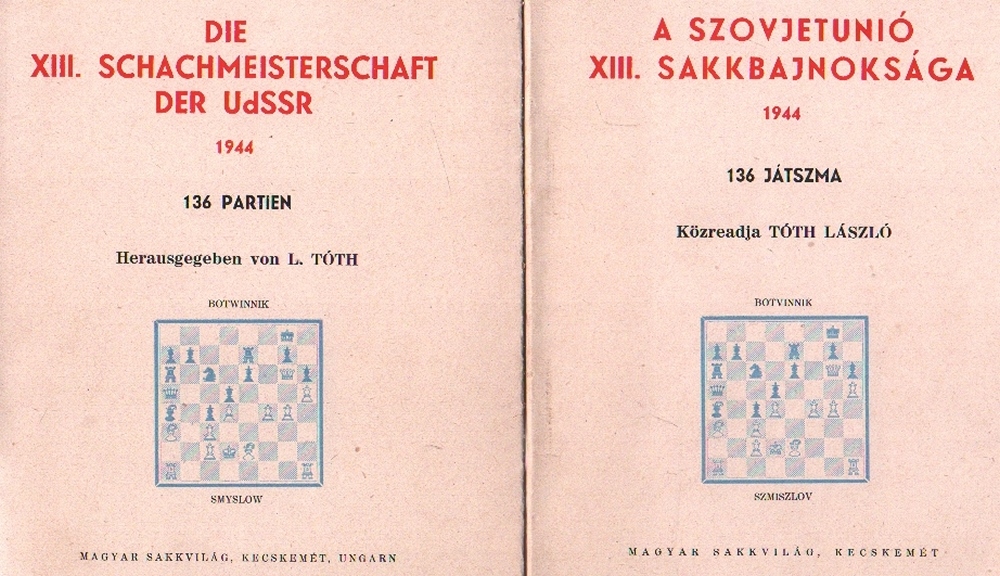 DIE
XIII. SCHACHMEISTERSCHAFT
DER UdSSR
1944
136 PARTIEN
Herausgegeben von L. TÓTH
BOTWINNIK
SMYSLOW
MAGYAR SAKKVILÁG, KECSKEMÉT, UNGARN
A SZOVJETUNIÓ
XIII. SAKKBAJNOKSÁGA
1944
136 JÁTSZMA
Közreadja TÓTH LÁSZLÓ
BOTVINNIK
SZMISZLOV
MAGYAR SAKKVILÁG, KECSKEMÉT